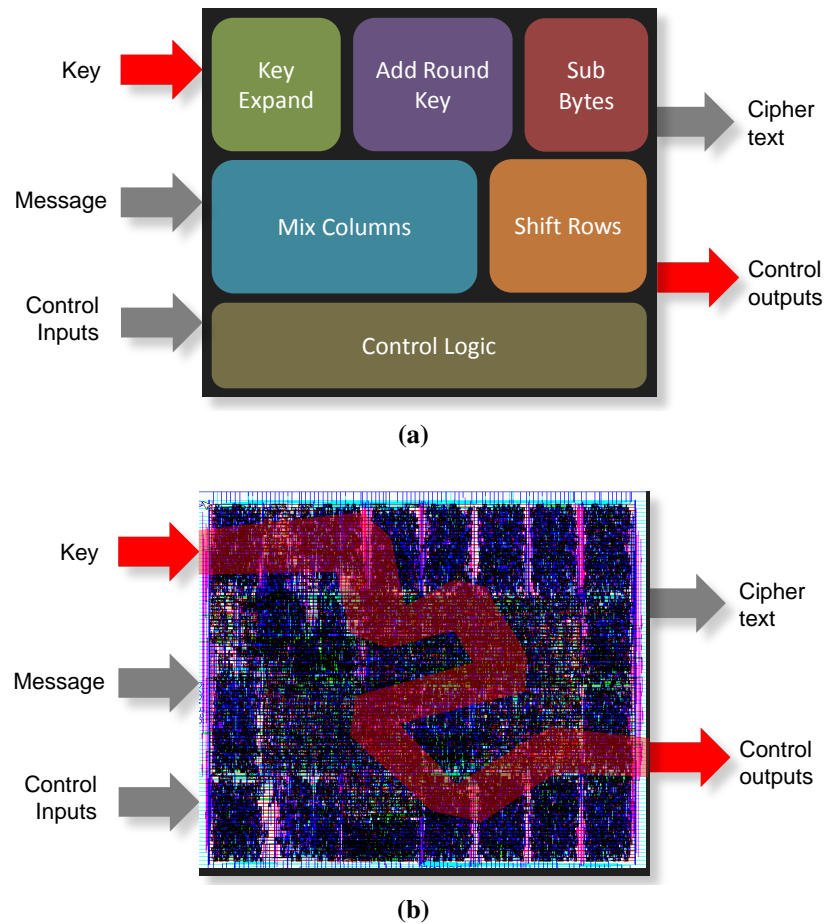 Key
Key
Expand
Add Round
Key
Sub
Bytes
Cipher
text
Message
Mix Columns
Shift Rows
Control
Inputs
Control
outputs
Control Logic
(a)
Key
Cipher
text
Message
Control
outputs
Control
Inputs
(b)